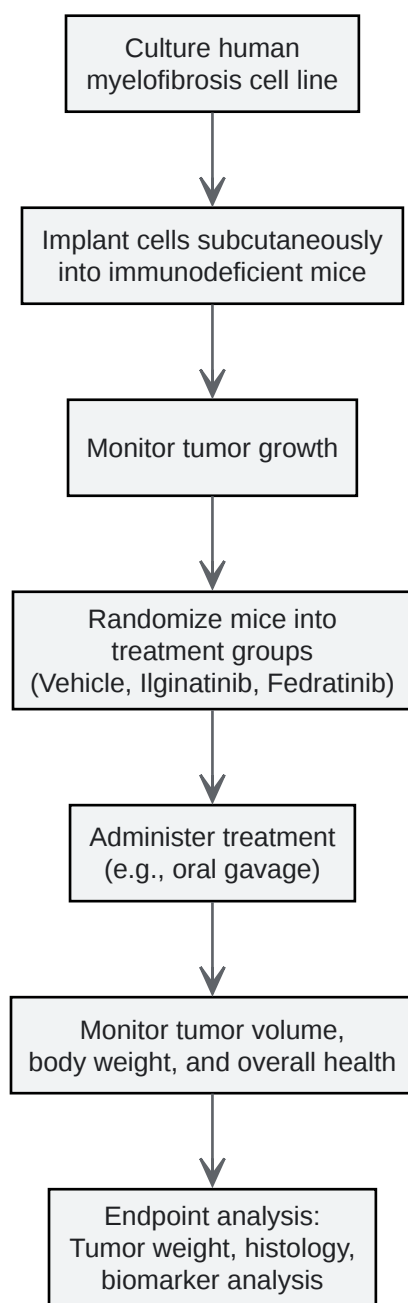 Culture human
myelofibrosis cell line
Implant cells subcutaneously
into immunodeficient mice
Monitor tumor growth
Randomize mice into
treatment groups
(Vehicle, Ilginatinib, Fedratinib)
Administer treatment
(e.g., oral gavage)
Monitor tumor volume,
body weight, and overall health
Endpoint analysis:
Tumor weight, histology,
biomarker analysis